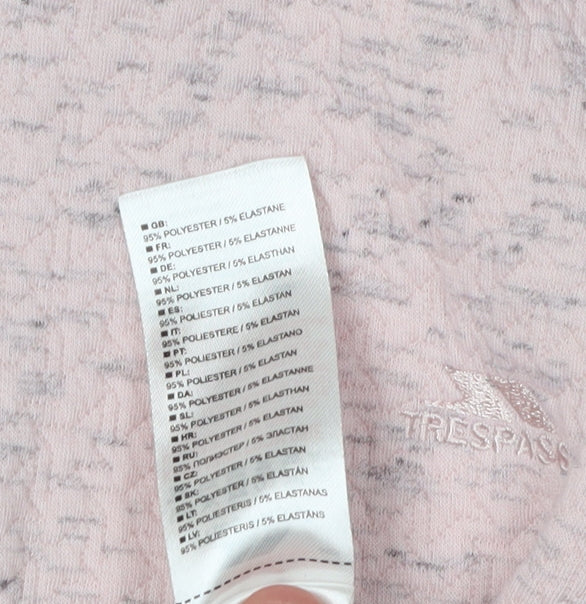 ■ GB:
95% POLYESTER / 5% ELASTANE
■ FR:
95% POLYESTER / 5% ELASTANNE
■ DE:
95% POLYESTER / 5% ELASTHAN
■ NL:
95% POLYESTER / 5% ELASTAN
■ ES:
95% POLIESTER / 5% ELASTAN
■ IT:
95% POLIESTERE / 5% ELASTAN
■ PT:
95% POLIESTER / 5% ELASTANO
■ PL:
95% POLIESTER / 5% ELASTAN
■ DA:
95% POLYESTER / 5% ELASTANNE
■ SL:
95% POLYESTER / 5% ELASTHAN
■ HR:
95% POLYESTER / 5% ELASTAN
■ RU:
95% ПОЛИЭСТЕР / 5% ЭЛАСТАН
■ CZ:
95% POLYESTER / 5% ELASTAN
■ SK:
95% POLYESTER / 5% ELASTÁN
■ LT:
95% POLIESTERIS / 5% ELASTANAS
■ LV:
95% POLIESTERIS / 5% ELASTĀNS
TRESPASS